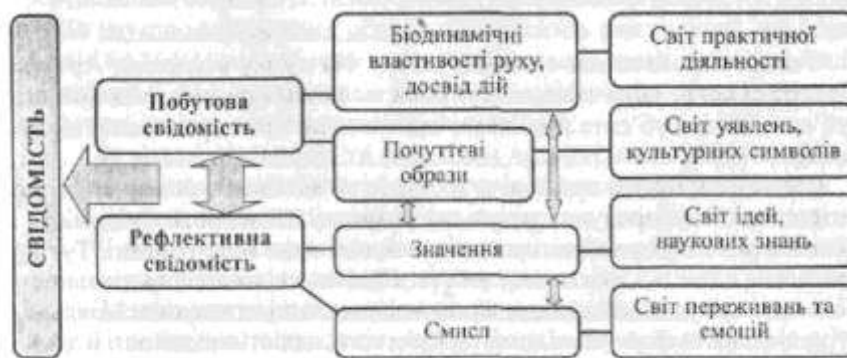 СВІДОМІСТЬ
Побутова
свідомість
Рефлективна
свідомість
Біодинамічні
властивості руху,
досвід дій
Почуттєві
образи
Значення
Смисл
Світ практичної
діяльності
Світ уявлень,
культурних символів
Світ ідей,
наукових знань
Світ переживань та
емоцій